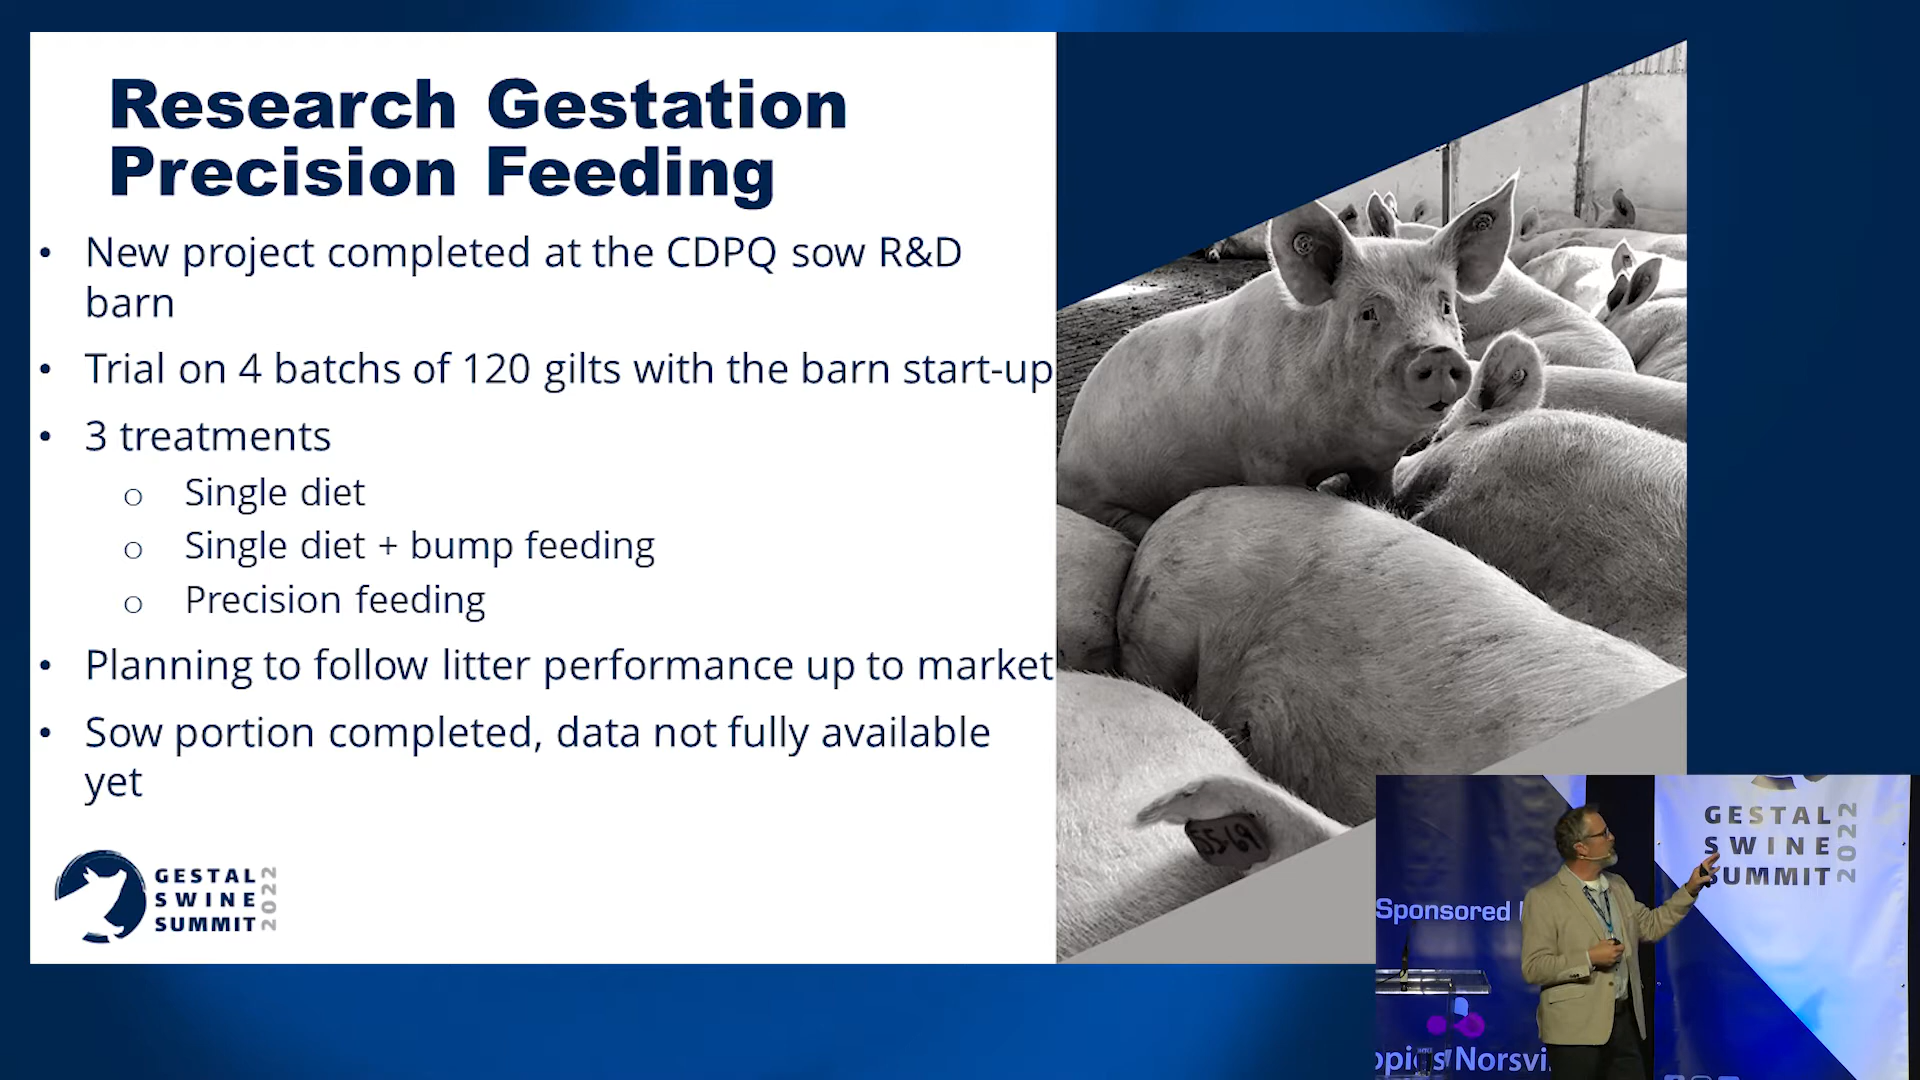 Research Gestation
Precision Feeding
• New project completed at the CDPQ sow R&D
barn
• Trial on 4 batchs of 120 gilts with the barn start-up
• 3 treatments
o Single diet
o Single diet + bump feeding
o Precision feeding
• Planning to follow litter performance up to market
• Sow portion completed, data not fully available
yet
GESTAL
SWINE
SUMMIT
2022
5569
GESTAL
SWINE
SUMMIT
2022
Sponsored
Norsvi